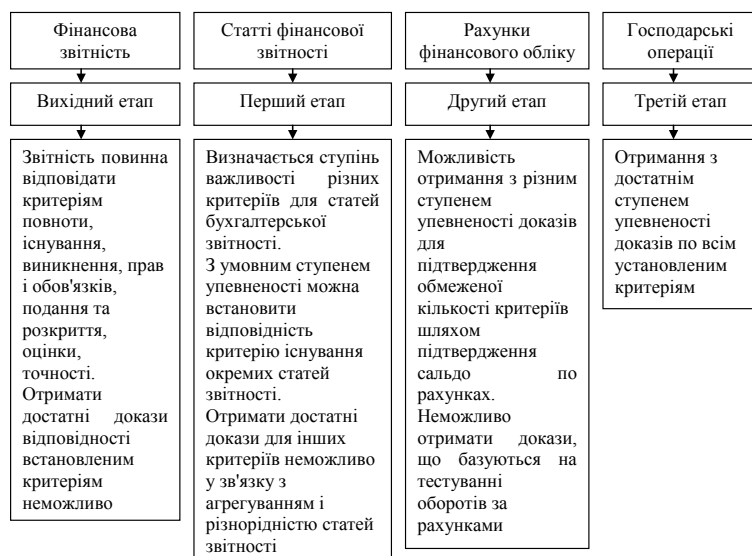 Фінансова
звітність
Статті фінансової
звітності
Рахунки
фінансового обліку
Господарські
операції
Вихідний етап
Перший етап
Другий етап
Третій етап
Звітність повинна
відповідати
критеріям
повноти,
існування,
виникнення, прав
і обов'язків,
подання та
розкриття,
оцінки,
точності.
Отримати
достатні докази
відповідності
встановленим
критеріям
неможливо
Визначається ступінь
важливості різних
критеріїв для статей
бухгалтерської
звітності.
З умовним ступенем
упевненості можна
встановити
відповідність
критерію існування
окремих статей
звітності.
Отримати достатні
докази для інших
критеріїв неможливо
у зв'язку з
агрегуванням і
різнорідністю статей
звітності
Можливість
отримання з різним
ступенем
упевненості доказів
для
підтвердження
обмеженої
кількості критеріїв
шляхом
підтвердження
сальдо по
рахунках.
Неможливо
отримати докази,
що базуються на
тестуванні
оборотів за
рахунками
Отримання з
достатнім
ступенем
упевненості
доказів по всім
установленим
критеріям